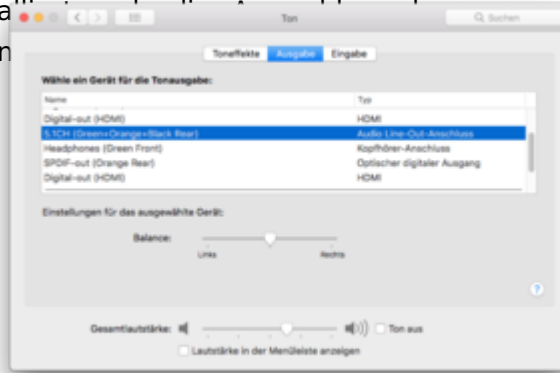 Ton
Suchen
Toneffekte Ausgabe Eingabe
Wähle ein Gerät für die Tonausgabe:
Name Typ
Digital-out (HDMI) HDMI
5.1CH (Green+Orange+Black Rear) Audio Line-Out-Anschluss
Headphones (Green Front) Kopfhörer-Anschluss
SPDIF-out (Orange Rear) Optischer digitaler Ausgang
Digital-out (HDMI) HDMI
Einstellungen für das ausgewählte Gerät:
Balance:
Links Rechts
?
Gesamtlautstärke: Ton aus
Lautstärke in der Menüleiste anzeigen